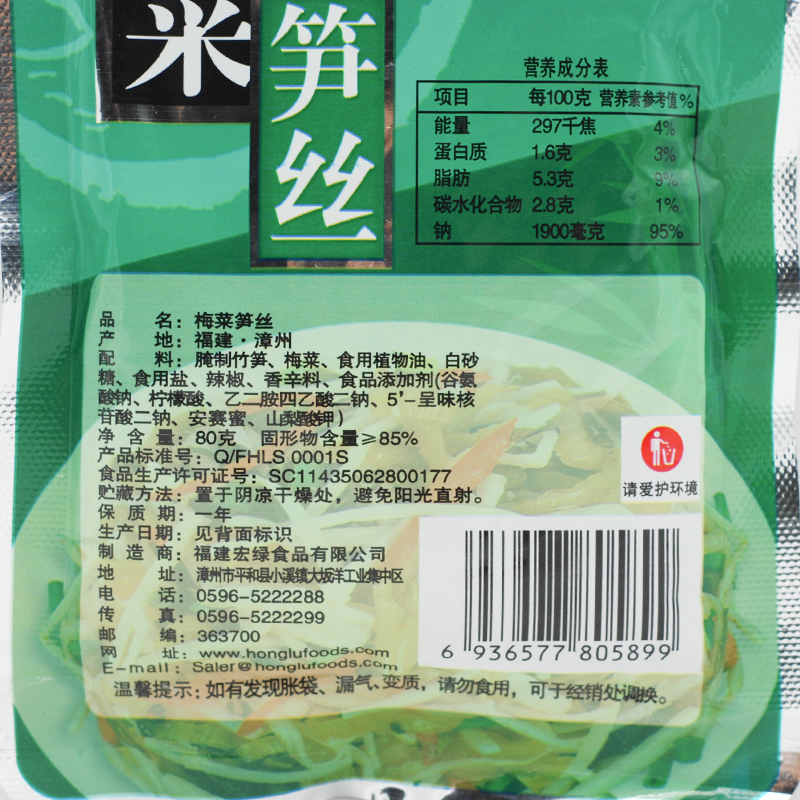 笋丝
营养成分表
项目 每100克 营养素参考值%
能量 297千焦 4%
蛋白质 1.6克 3%
脂肪 5.3克 9%
碳水化合物 2.8克 1%
钠 1900毫克 95%
品 名：梅菜笋丝
产 地：福建·漳州
配 料：腌制竹笋、梅菜、食用植物油、白砂
糖、食用盐、辣椒、香辛料、食品添加剂(谷氨
酸钠、柠檬酸、乙二胺四乙酸二钠、5'-呈味核
苷酸二钠、安赛蜜、山梨酸钾)
净 含 量：80克 固形物含量≥85%
产品标准号：Q/FHLS 0001S
食品生产许可证号：SC11435062800177
贮藏方法：置于阴凉干燥处，避免阳光直射。
保 质 期：一年
生产日期：见背面标识
制 造 商：福建宏绿食品有限公司
地 址：漳州市平和县小溪镇大坂洋工业集中区
电 话：0596-5222288
传 真：0596-5222299
邮 编：363700
网 址：www.honglufoods.com
E-mail：Saler@honglufoods.com
温馨提示：如有发现胀袋、漏气、变质，请勿食用，可于经销处调换。
请爱护环境
6 936577 805899